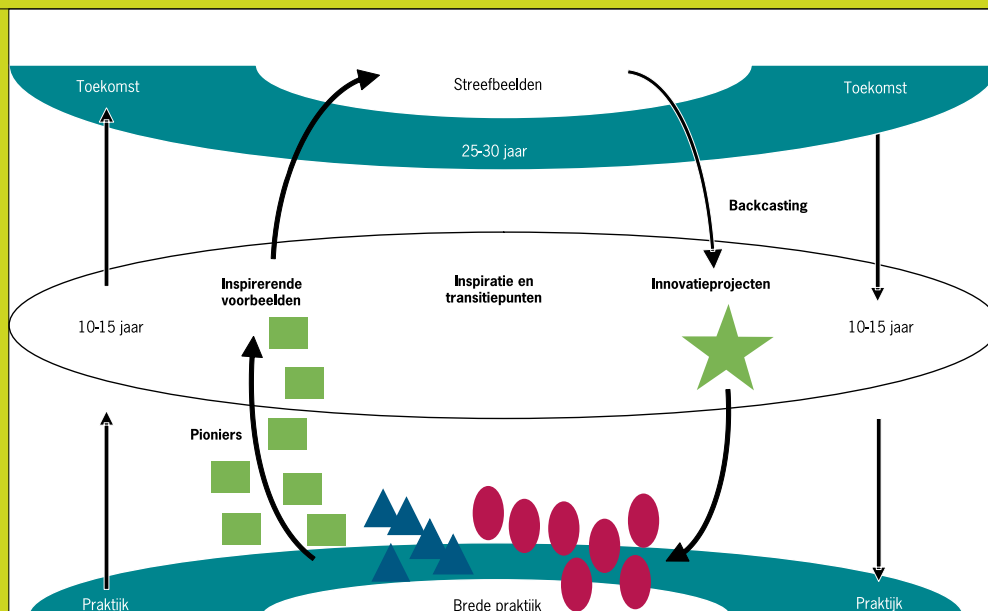 Toekomst
Streefbeelden
Toekomst
25-30 jaar
Backcasting
Inspirerende
voorbeelden
Inspiratie en
transitiepunten
Innovatieprojecten
10-15 jaar
10-15 jaar
Pioniers
Praktijk
Brede praktijk
Praktijk